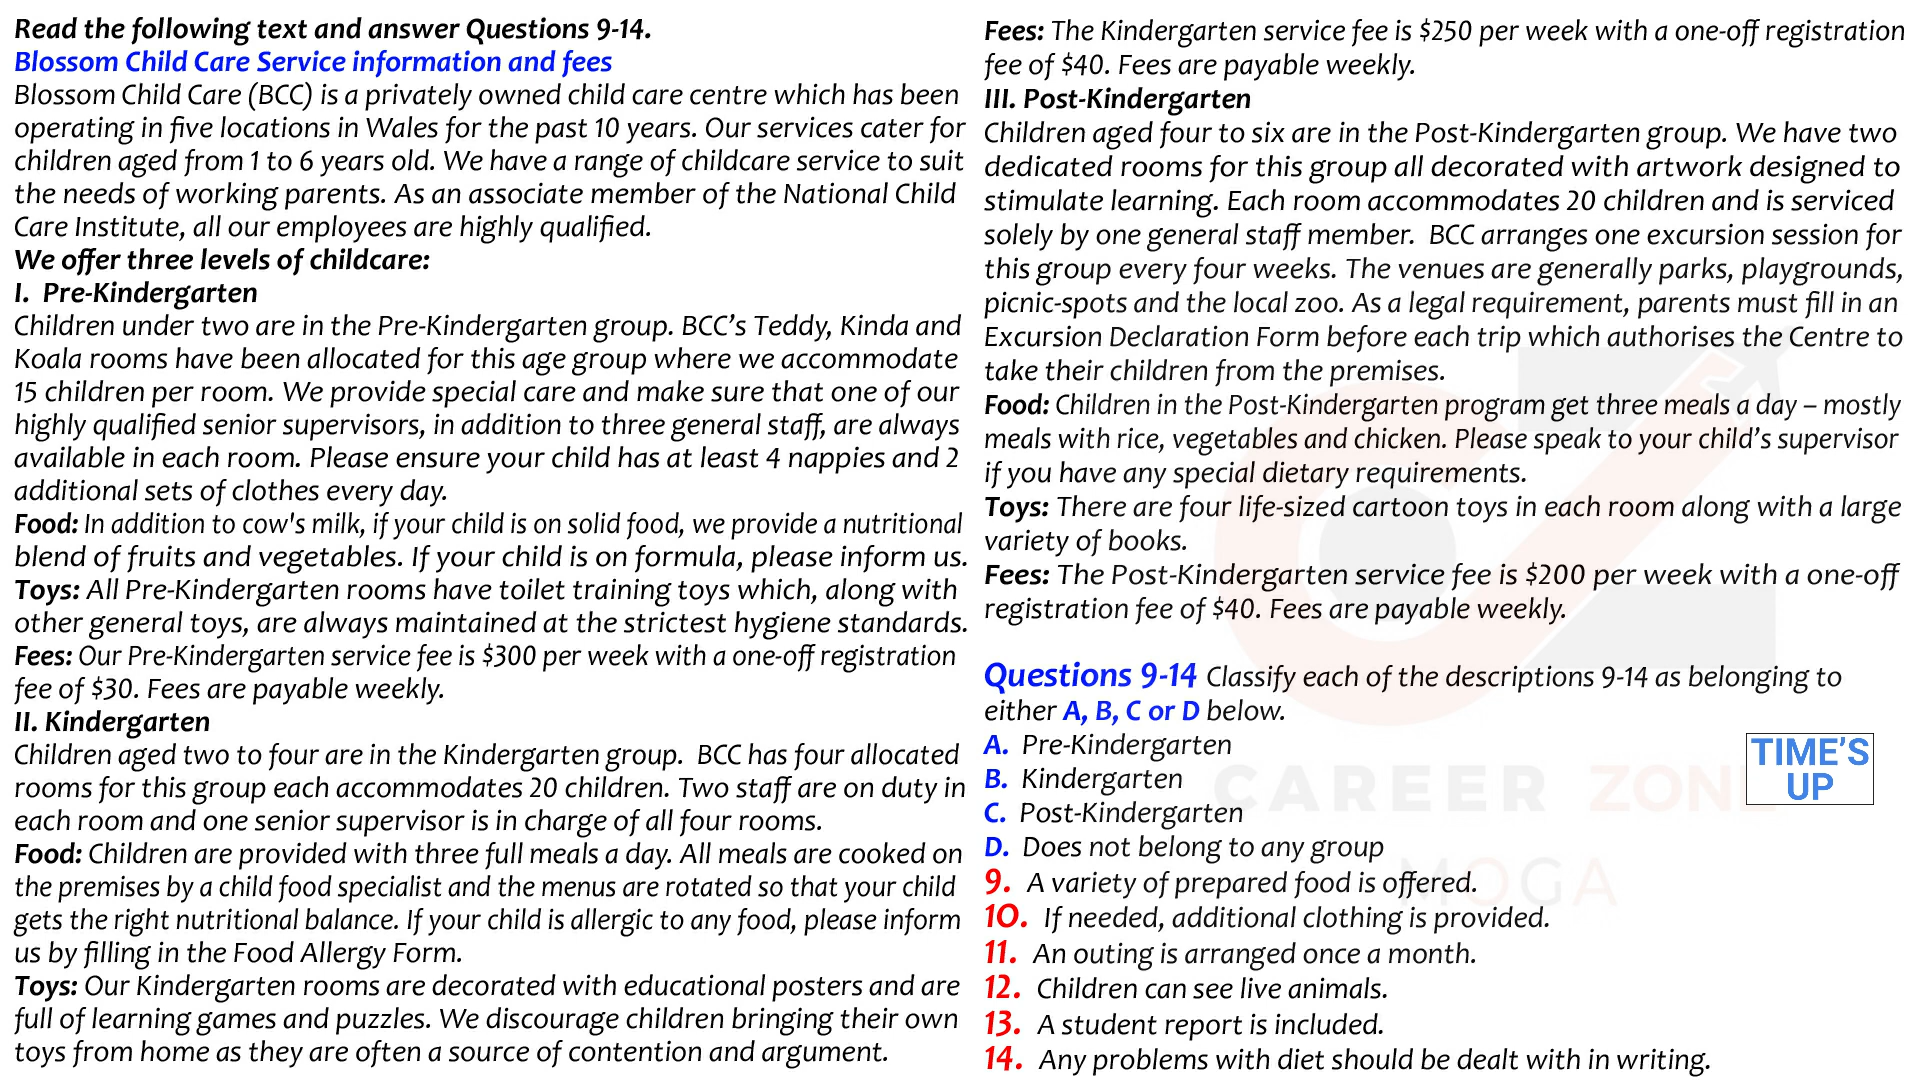 Read the following text and answer Questions 9-14.
Blossom Child Care Service information and fees
Blossom Child Care (BCC) is a privately owned child care centre which has been
operating in five locations in Wales for the past 10 years. Our services cater for
children aged from 1 to 6 years old. We have a range of childcare service to suit
the needs of working parents. As an associate member of the National Child
Care Institute, all our employees are highly qualified.
We offer three levels of childcare:
I. Pre-Kindergarten
Children under two are in the Pre-Kindergarten group. BCC's Teddy, Kinda and
Koala rooms have been allocated for this age group where we accommodate
15 children per room. We provide special care and make sure that one of our
highly qualified senior supervisors, in addition to three general staff, are always
available in each room. Please ensure your child has at least 4 nappies and 2
additional sets of clothes every day.
Food: In addition to cow's milk, if your child is on solid food, we provide a nutritional
blend of fruits and vegetables. If your child is on formula, please inform us.
Toys: All Pre-Kindergarten rooms have toilet training toys which, along with
other general toys, are always maintained at the strictest hygiene standards.
Fees: Our Pre-Kindergarten service fee is $300 per week with a one-off registration
fee of $30. Fees are payable weekly.
II. Kindergarten
Children aged two to four are in the Kindergarten group. BCC has four allocated
rooms for this group each accommodates 20 children. Two staff are on duty in
each room and one senior supervisor is in charge of all four rooms.
Food: Children are provided with three full meals a day. All meals are cooked on
the premises by a child food specialist and the menus are rotated so that your child
gets the right nutritional balance. If your child is allergic to any food, please inform
us by filling in the Food Allergy Form.
Toys: Our Kindergarten rooms are decorated with educational posters and are
full of learning games and puzzles. We discourage children bringing their own
toys from home as they are often a source of contention and argument.
Fees: The Kindergarten service fee is $250 per week with a one-off registration
fee of $40. Fees are payable weekly.
III. Post-Kindergarten
Children aged four to six are in the Post-Kindergarten group. We have two
dedicated rooms for this group all decorated with artwork designed to
stimulate learning. Each room accommodates 20 children and is serviced
solely by one general staff member. BCC arranges one excursion session for
this group every four weeks. The venues are generally parks, playgrounds,
picnic-spots and the local zoo. As a legal requirement, parents must fill in an
Excursion Declaration Form before each trip which authorises the Centre to
take their children from the premises.
Food: Children in the Post-Kindergarten program get three meals a day – mostly
meals with rice, vegetables and chicken. Please speak to your child's supervisor
if you have any special dietary requirements.
Toys: There are four life-sized cartoon toys in each room along with a large
variety of books.
Fees: The Post-Kindergarten service fee is $200 per week with a one-off
registration fee of $40. Fees are payable weekly.
Questions 9-14 Classify each of the descriptions 9-14 as belonging to
either A, B, C or D below.
A. Pre-Kindergarten
B. Kindergarten
C. Post-Kindergarten
D. Does not belong to any group
9. A variety of prepared food is offered.
10. If needed, additional clothing is provided.
11. An outing is arranged once a month.
12. Children can see live animals.
13. A student report is included.
14. Any problems with diet should be dealt with in writing.
TIME'S
UP
CAREER ZONE
MOGA